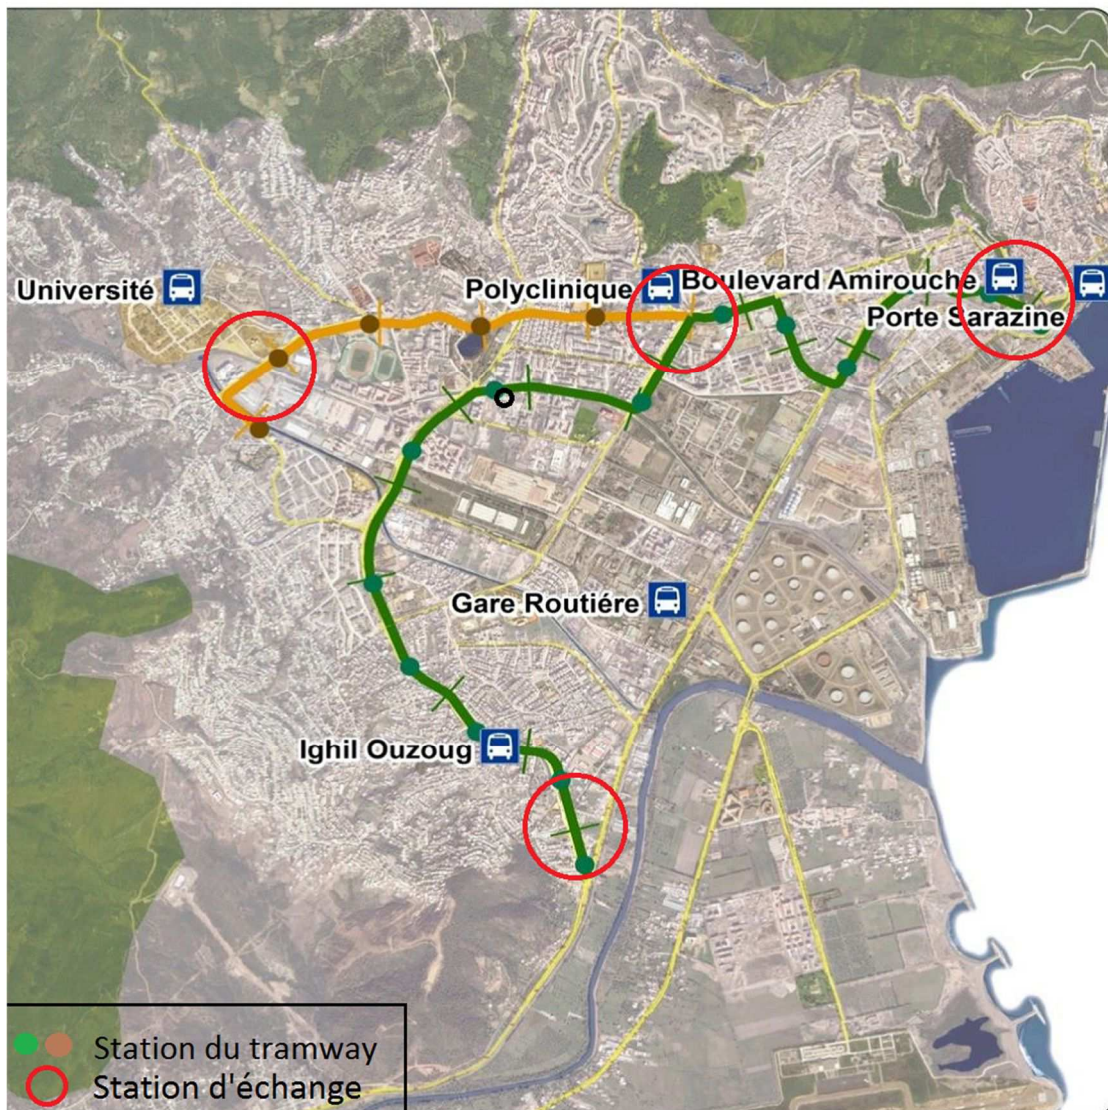 Université
Polyclinique
Boulevard Amirouche
Porte Sarazine
Gare Routiére
Ighil Ouzoug
Station du tramway
Station d'échange